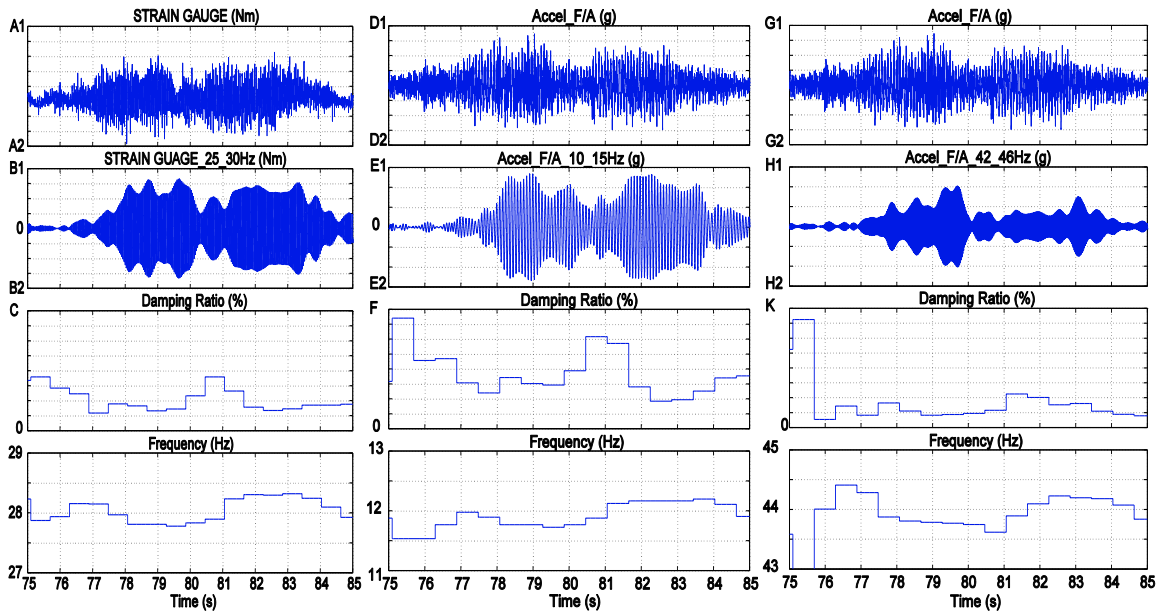 A1 STRAIN GAUGE (Nm)
A2
B1 STRAIN GUAGE_25_30Hz (Nm)
0
B2
C Damping Ratio (%)
0
29 Frequency (Hz)
28
27
75 76 77 78 79 80 81 82 83 84 85
Time (s)
D1 Accel_F/A (g)
D2
E1 Accel_F/A_10_15Hz (g)
0
E2
F Damping Ratio (%)
0
13 Frequency (Hz)
12
11
75 76 77 78 79 80 81 82 83 84 85
Time (s)
G1 Accel_F/A (g)
G2
H1 Accel_F/A_42_46Hz (g)
H2
K Damping Ratio (%)
0
45 Frequency (Hz)
44
43
75 76 77 78 79 80 81 82 83 84 85
Time (s)